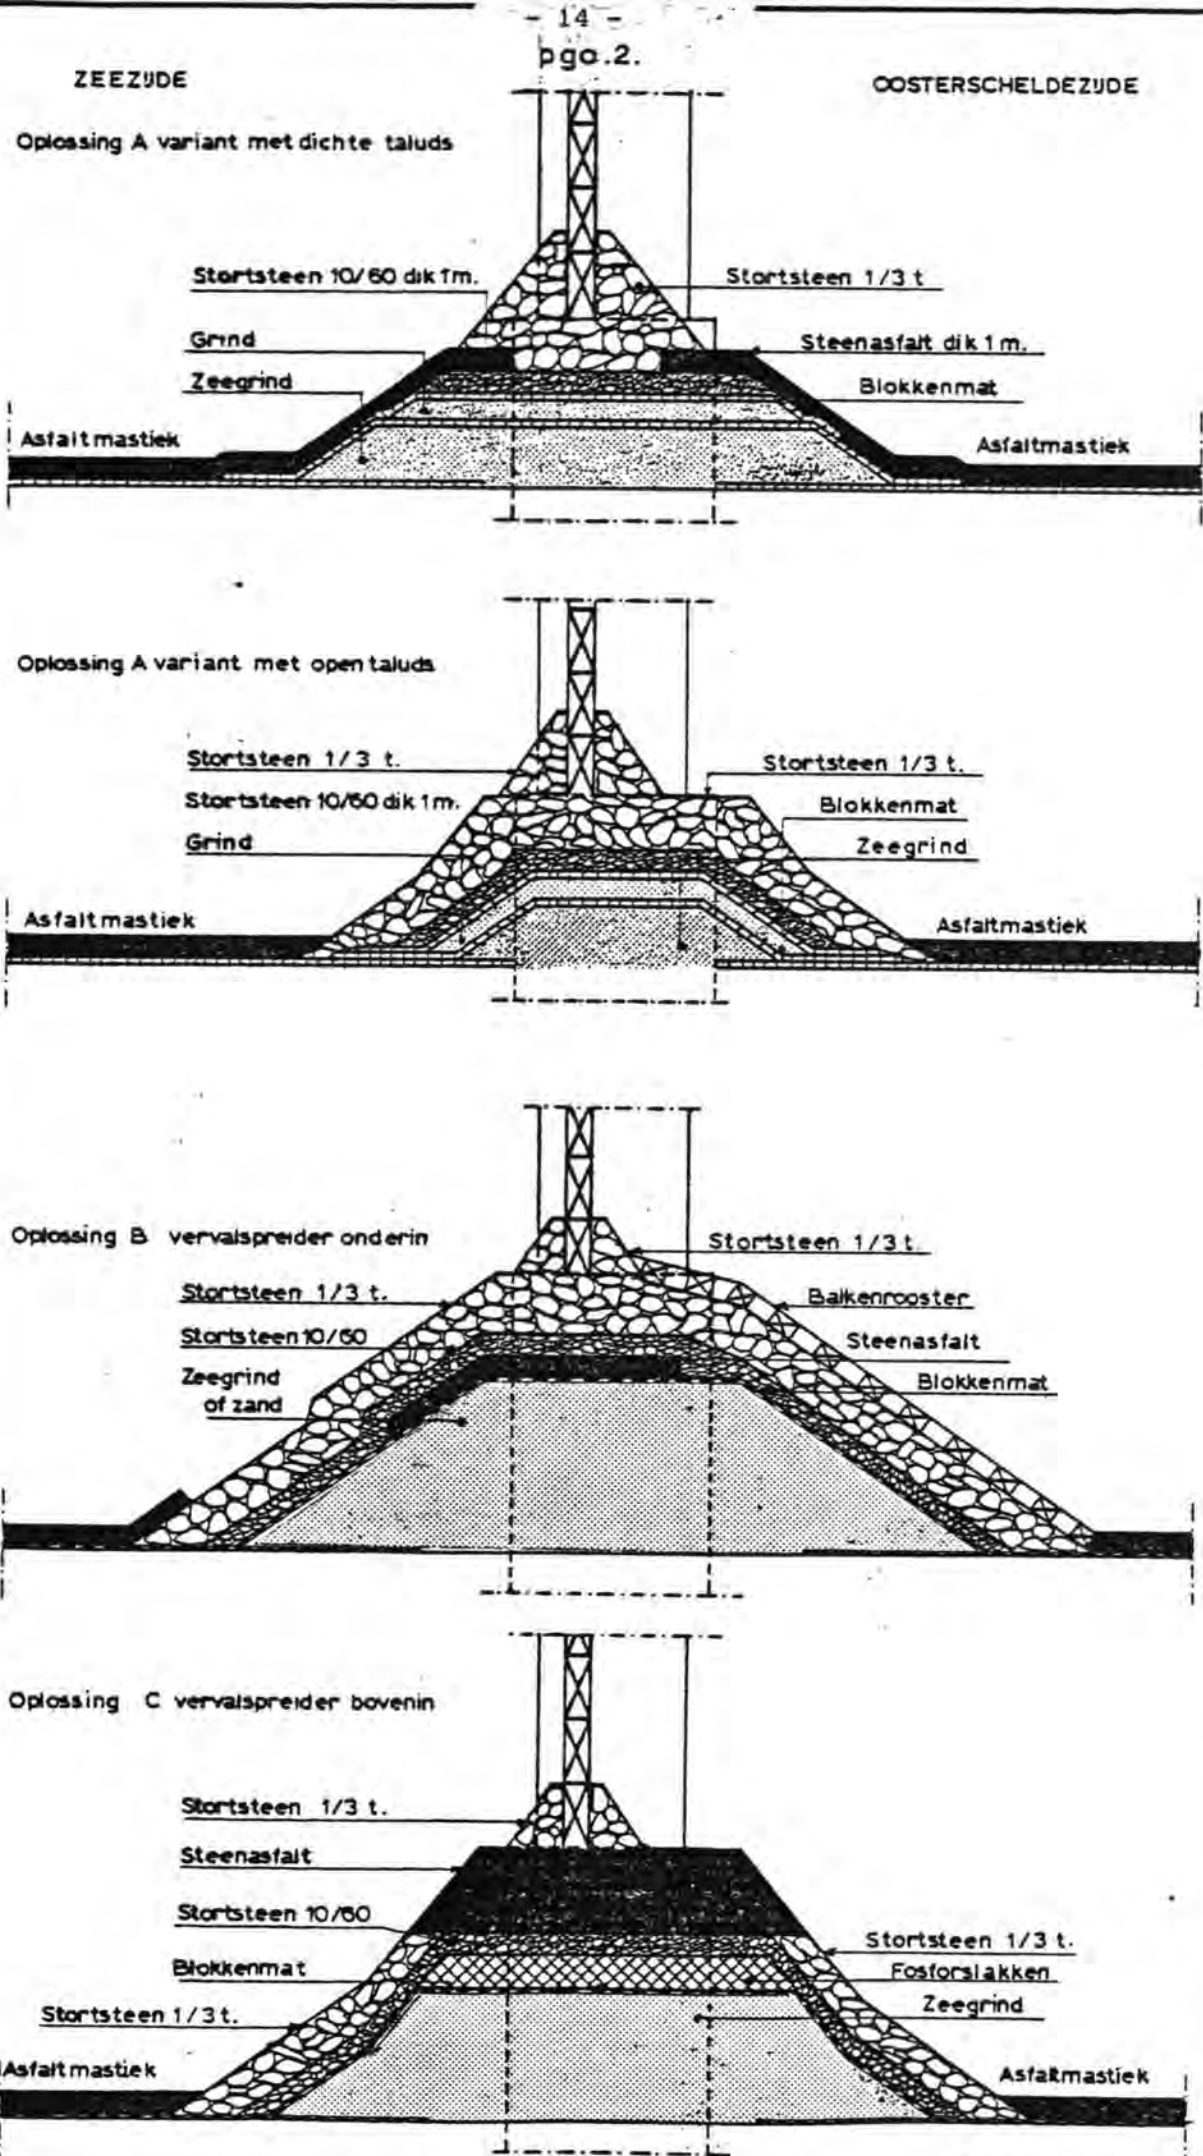 - 14 -
pgo.2.
ZEEZIJDE
OOSTERSCHELDEZIJDE
Oplossing A variant met dichte taluds
Stortsteen 10/60 dik 1m.
Stortsteen 1/3 t
Grind
Steenasfalt dik 1m.
Zeegrind
Blokkenmat
Asfaltmastiek
Asfaltmastiek
Oplossing A variant met open taluds
Stortsteen 1/3 t.
Stortsteen 1/3 t.
Stortsteen 10/60 dik 1m.
Blokkenmat
Grind
Zeegrind
Asfaltmastiek
Asfaltmastiek
Oplossing B vervalspreider onderin
Stortsteen 1/3 t.
Stortsteen 1/3 t.
Balkenrooster
Stortsteen 10/60
Steenasfalt
Zeegrind
of zand
Blokkenmat
Oplossing C vervalspreider bovenin
Stortsteen 1/3 t.
Steenasfalt
Stortsteen 10/60
Stortsteen 1/3 t.
Blokkenmat
Fosforslakken
Stortsteen 1/3 t.
Zeegrind
Asfaltmastiek
Asfaltmastiek